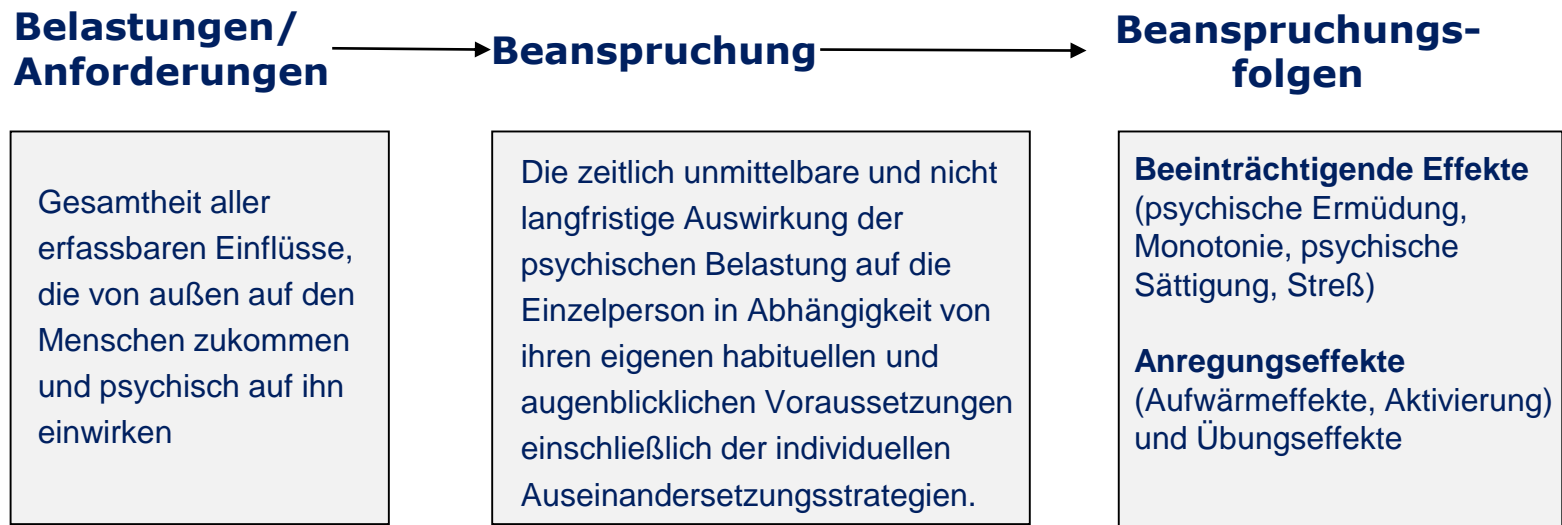 Belastungen/
Anforderungen
Beanspruchung
Beanspruchungs-
folgen
Gesamtheit aller
erfassbaren Einflüsse,
die von außen auf den
Menschen zukommen
und psychisch auf ihn
einwirken
Die zeitlich unmittelbare und nicht
langfristige Auswirkung der
psychischen Belastung auf die
Einzelperson in Abhängigkeit von
ihren eigenen habituellen und
augenblicklichen Voraussetzungen
einschließlich der individuellen
Auseinandersetzungsstrategien.
Beeinträchtigende Effekte
(psychische Ermüdung,
Monotonie, psychische
Sättigung, Streß)
Anregungseffekte
(Aufwärmeffekte, Aktivierung)
und Übungseffekte